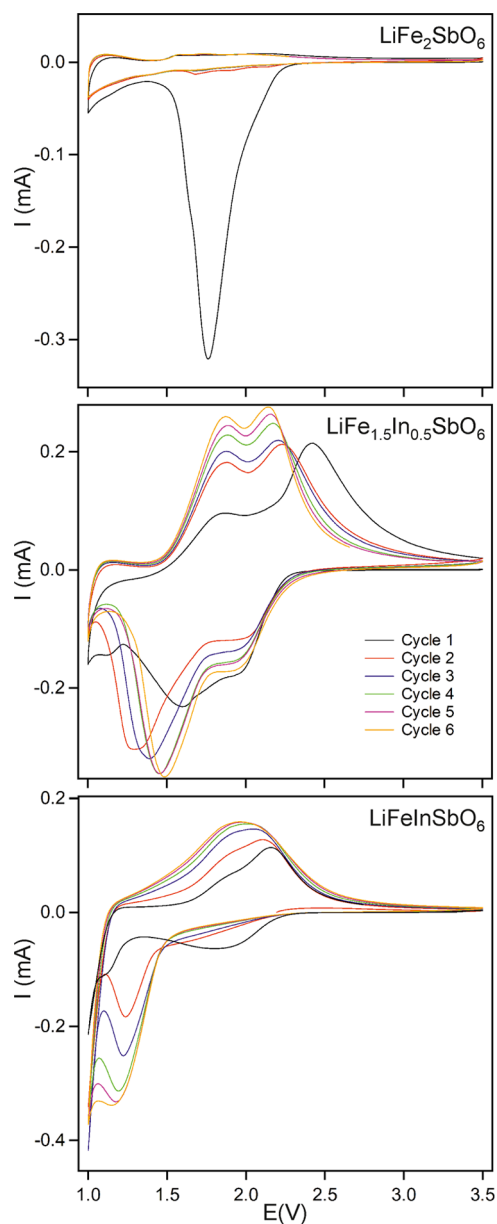 LiFe₂SbO₆
0.0
-0.1
-0.2
-0.3
I (mA)
LiFe₁.₅In₀.₅SbO₆
0.2
0.0
-0.2
I (mA)
Cycle 1
Cycle 2
Cycle 3
Cycle 4
Cycle 5
Cycle 6
LiFeInSbO₆
0.2
0.0
-0.2
-0.4
I (mA)
1.0 1.5 2.0 2.5 3.0 3.5
E(V)